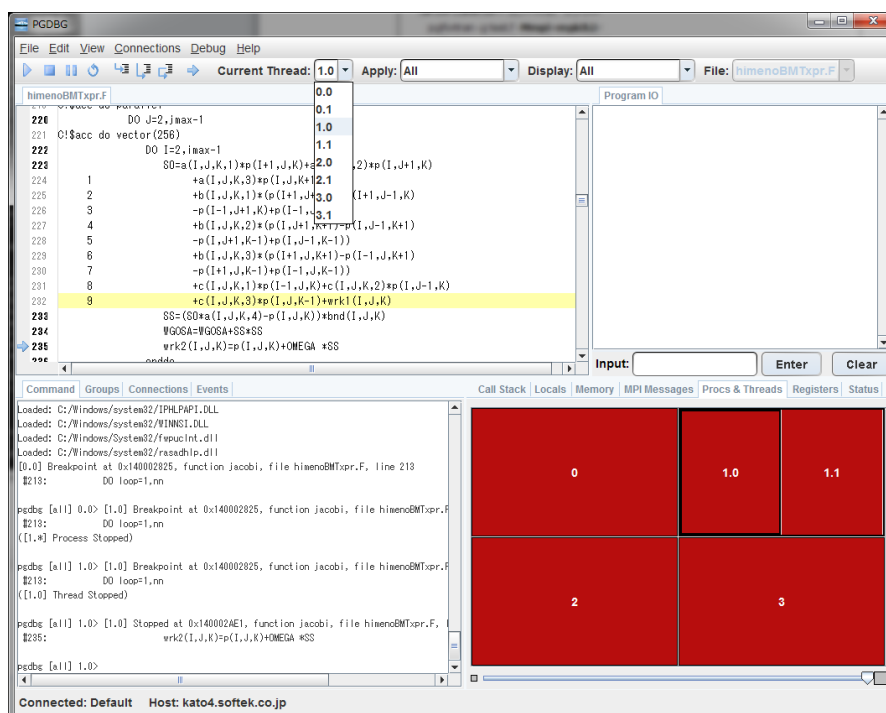 PGDBG
File Edit View Connections Debug Help
Current Thread: 1.0 Apply: All Display: All File: himenoBMTxpr.F
himenoBMTxpr.F
Program IO
0.0
0.1
1.0
1.1
2.0
2.1
3.0
3.1
220 DO J=2,jmax-1
221 C!$acc do vector(256)
222 DO I=2,imax-1
223 S0=a(I,J,K,1)*p(I+1,J,K)+a ,2)*p(I,J+1,K)
224 1 +a(I,J,K,3)*p(I,J,K+1
225 2 +b(I,J,K,1)*(p(I+1,J+ (I+1,J-1,K)
226 3 -p(I-1,J+1,K)+p(I-1,J
227 4 +b(I,J,K,2)*(p(I,J+1,K+1)-p(I,J-1,K+1)
228 5 -p(I,J+1,K-1)+p(I,J-1,K-1))
229 6 +b(I,J,K,3)*(p(I+1,J,K+1)-p(I-1,J,K+1)
230 7 -p(I+1,J,K-1)+p(I-1,J,K-1))
231 8 +c(I,J,K,1)*p(I-1,J,K)+c(I,J,K,2)*p(I,J-1,K)
232 9 +c(I,J,K,3)*p(I,J,K-1)+wrk1(I,J,K)
233 SS=(S0*a(I,J,K,4)-p(I,J,K))*bnd(I,J,K)
234 WGOSA=WGOSA+SS*SS
235 wrk2(I,J,K)=p(I,J,K)+OMEGA *SS
Input: Enter Clear
Command Groups Connections Events
Call Stack Locals Memory MPI Messages Procs & Threads Registers Status
Loaded: C:/Windows/system32/IPHLPAPI.DLL
Loaded: C:/Windows/system32/WINNSI.DLL
Loaded: C:/Windows/system32/fwpuclnt.dll
Loaded: C:/Windows/system32/rasadhlp.dll
[0.0] Breakpoint at 0x140002825, function jacobi, file himenoBMTxpr.F, line 213
#213: DO loop=1,nn
pgdbg [all] 0.0> [1.0] Breakpoint at 0x140002825, function jacobi, file himenoBMTxpr.F
#213: DO loop=1,nn
([1.*] Process Stopped)
pgdbg [all] 1.0> [1.0] Breakpoint at 0x140002825, function jacobi, file himenoBMTxpr.F
#213: DO loop=1,nn
([1.0] Thread Stopped)
pgdbg [all] 1.0> [1.0] Stopped at 0x140002AE1, function jacobi, file himenoBMTxpr.F,
#235: wrk2(I,J,K)=p(I,J,K)+OMEGA *SS
pgdbg [all] 1.0>
0
1.0
1.1
2
3
Connected: Default Host: kato4.softek.co.jp